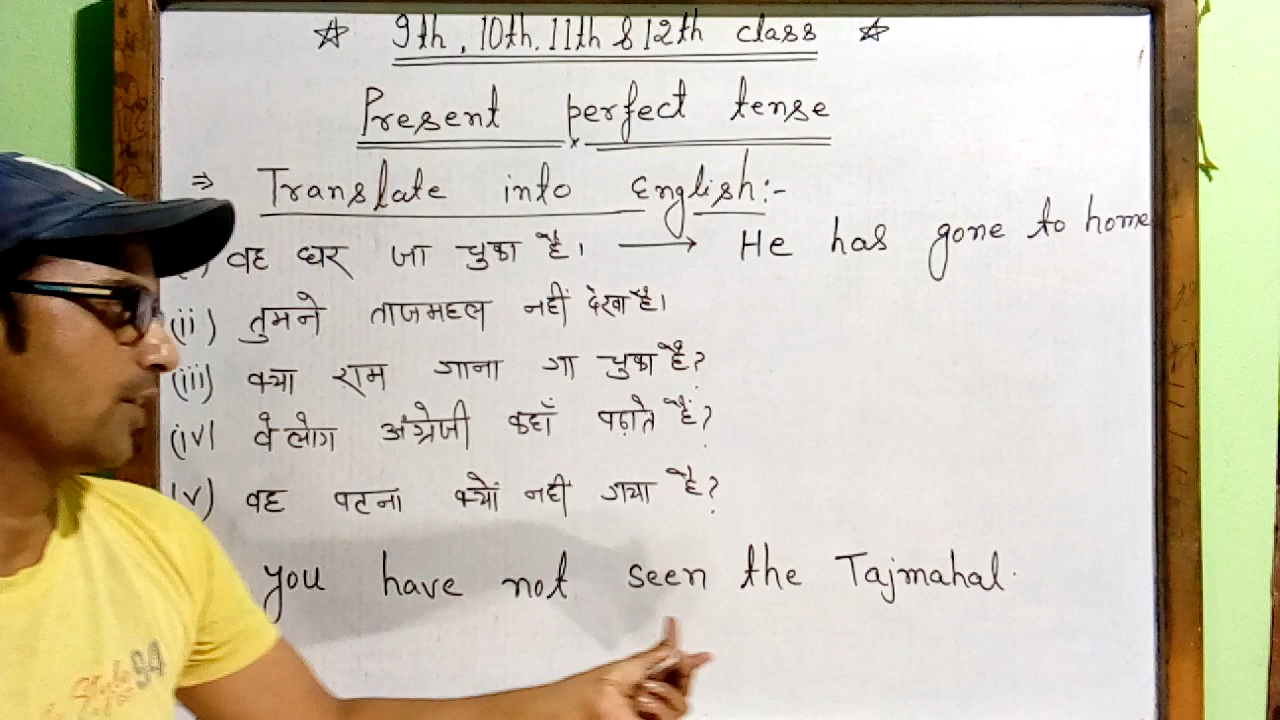 ☆ 9th, 10th, 11th & 12th class ☆
Present perfect tense
⇒ Translate into English:-
वह घर जा चुका है। → He has gone to home
(ii) तुमने ताजमहल नहीं देखा है।
(iii) क्या राम गाना गा चुका है?
(iv) वे लोग अंग्रेजी कहाँ पढ़ाते हैं?
(v) वह पटना क्यों नहीं गया है?
you have not seen the Tajmahal.